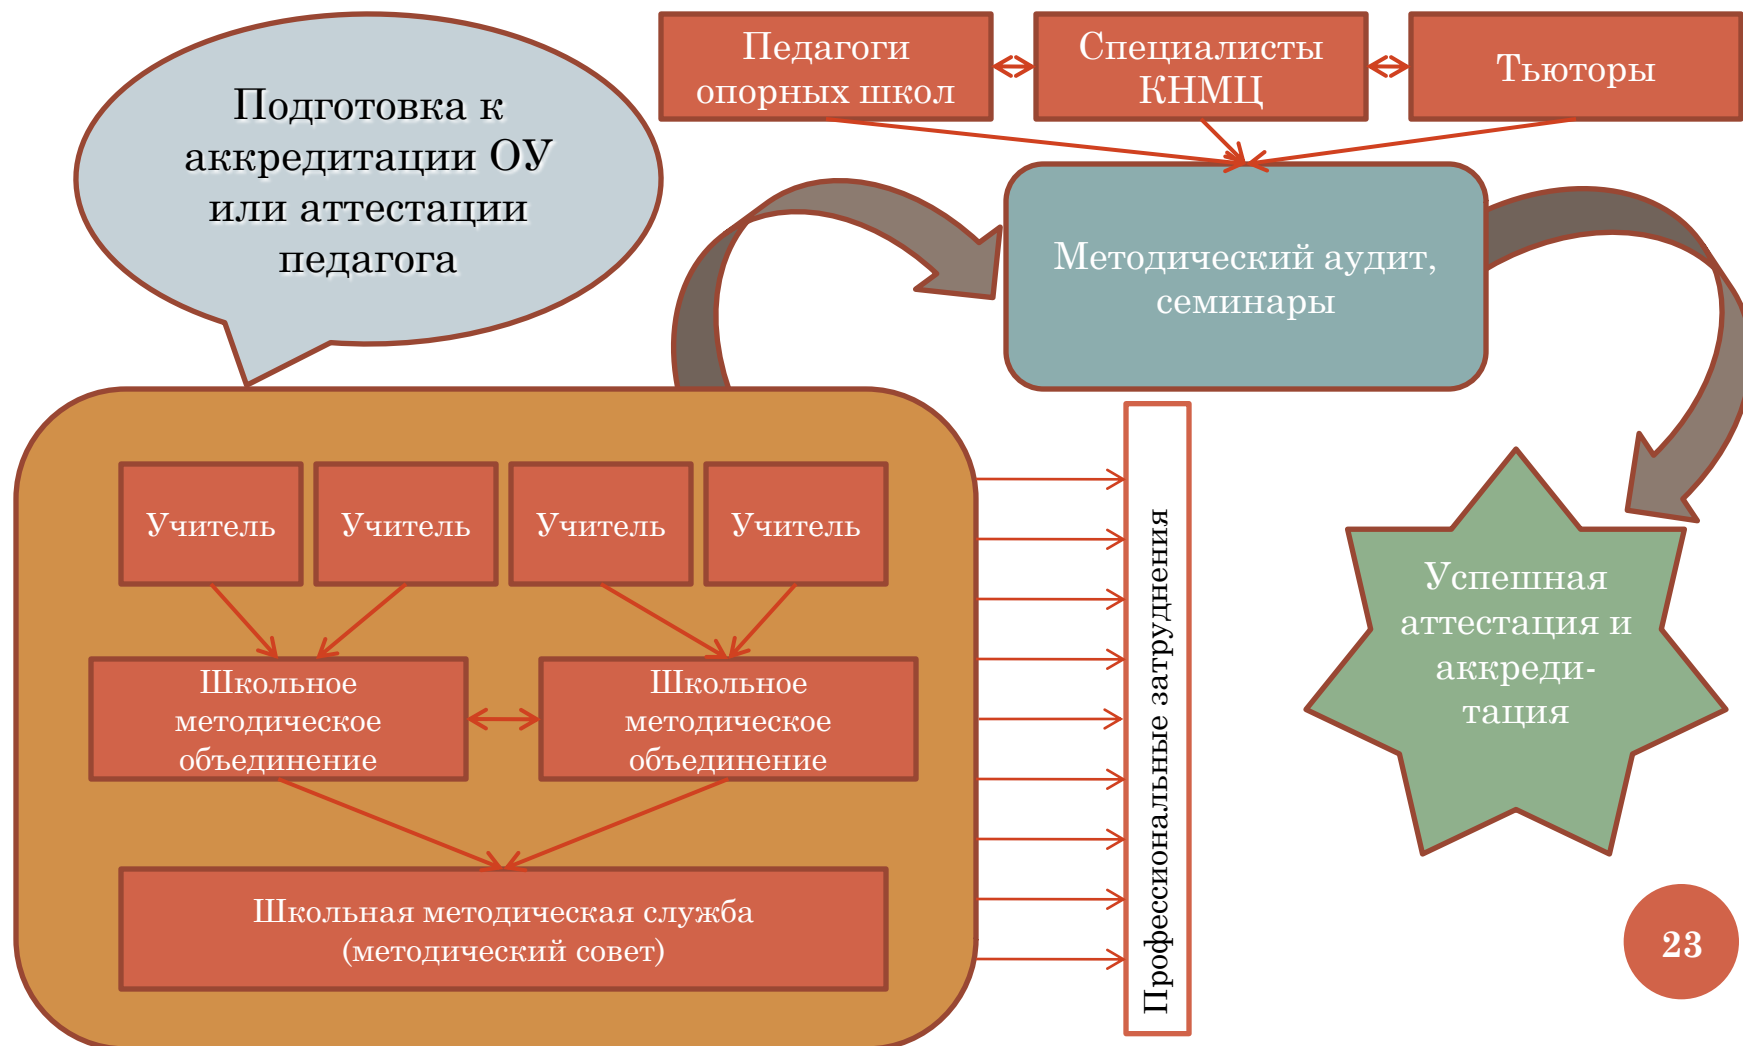 Подготовка к
аккредитации ОУ
или аттестации
педагога
Педагоги
опорных школ
Специалисты
КНМЦ
Тьюторы
Методический аудит,
семинары
Учитель
Учитель
Учитель
Учитель
Школьное
методическое
объединение
Школьное
методическое
объединение
Школьная методическая служба
(методический совет)
Профессиональные затруднения
Успешная
аттестация и
аккреди-
тация
23